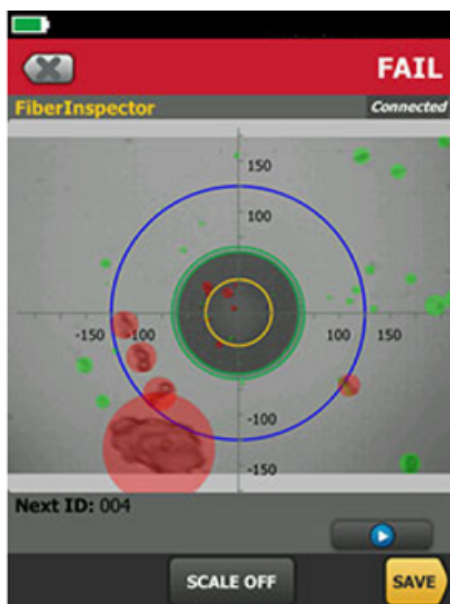 FAIL
FiberInspector Connected
150
100
-150 -100 100 150
-100
-150
Next ID: 004
SCALE OFF SAVE